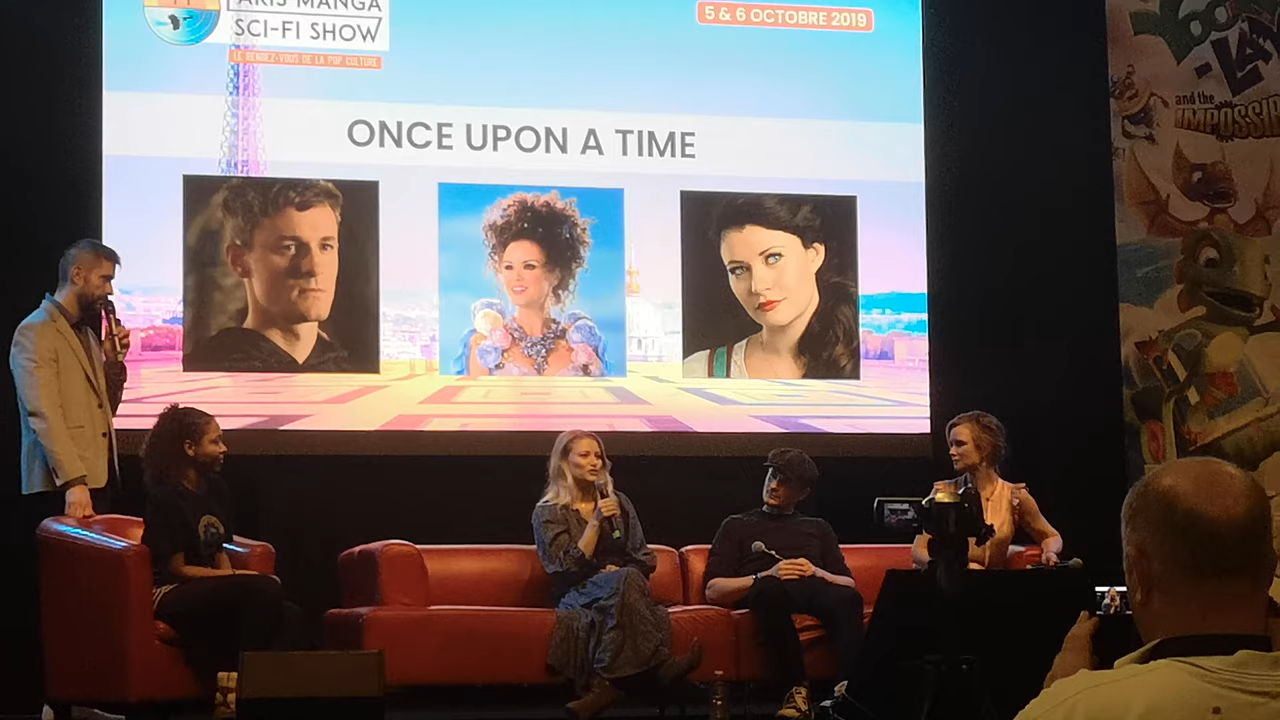 SCI-FI SHOW
LE RENDEZ-VOUS DE LA POP CULTURE
5 & 6 OCTOBRE 2019
ONCE UPON A TIME
and the